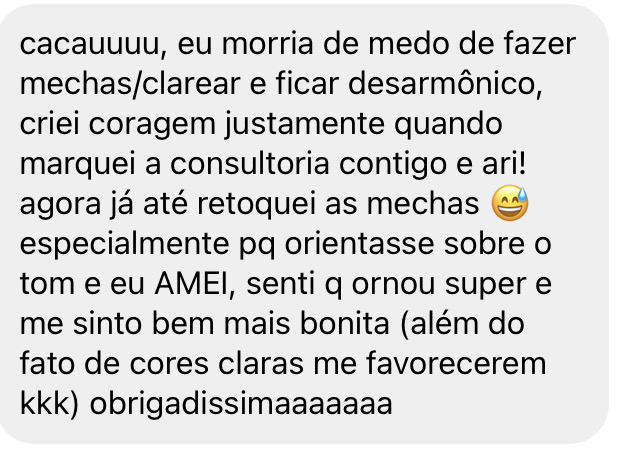 cacauuuu, eu morria de medo de fazer
mechas/clarear e ficar desarmônico,
criei coragem justamente quando
marquei a consultoria contigo e ari!
agora já até retoquei as mechas 😅
especialmente pq orientasse sobre o
tom e eu AMEI, senti q ornou super e
me sinto bem mais bonita (além do
fato de cores claras me favorecerem
kkk) obrigadissimaaaaaaa